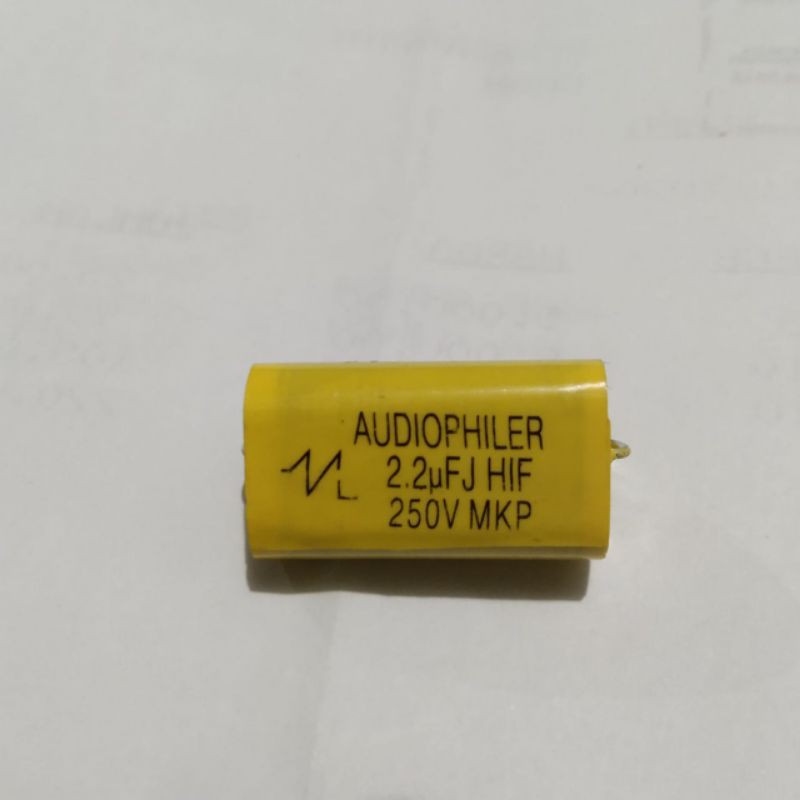 AUDIOPHILER
2.2µFJ HIF
250V MKP